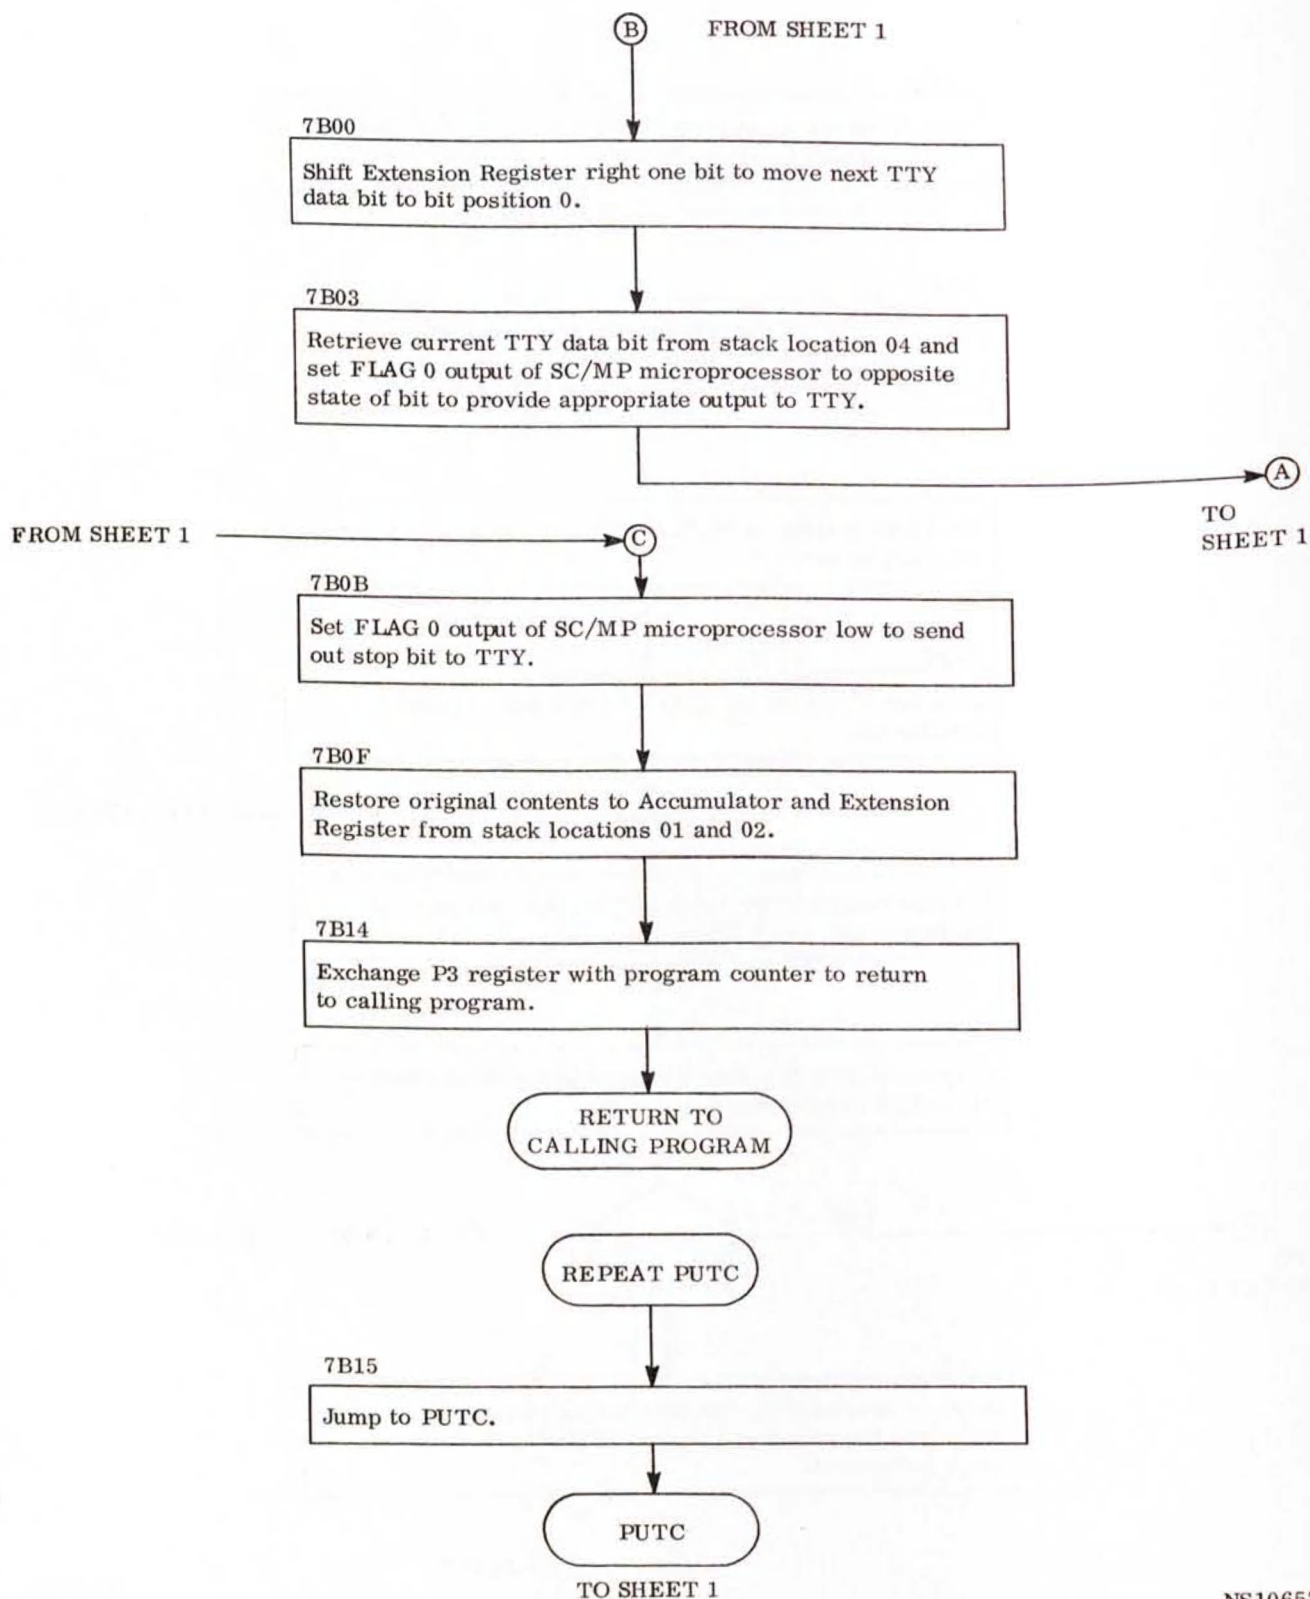 B FROM SHEET 1
7B00
Shift Extension Register right one bit to move next TTY
data bit to bit position 0.
7B03
Retrieve current TTY data bit from stack location 04 and
set FLAG 0 output of SC/MP microprocessor to opposite
state of bit to provide appropriate output to TTY.
A
TO
SHEET 1
FROM SHEET 1
C
7B0B
Set FLAG 0 output of SC/MP microprocessor low to send
out stop bit to TTY.
7B0F
Restore original contents to Accumulator and Extension
Register from stack locations 01 and 02.
7B14
Exchange P3 register with program counter to return
to calling program.
RETURN TO
CALLING PROGRAM
REPEAT PUTC
7B15
Jump to PUTC.
PUTC
TO SHEET 1